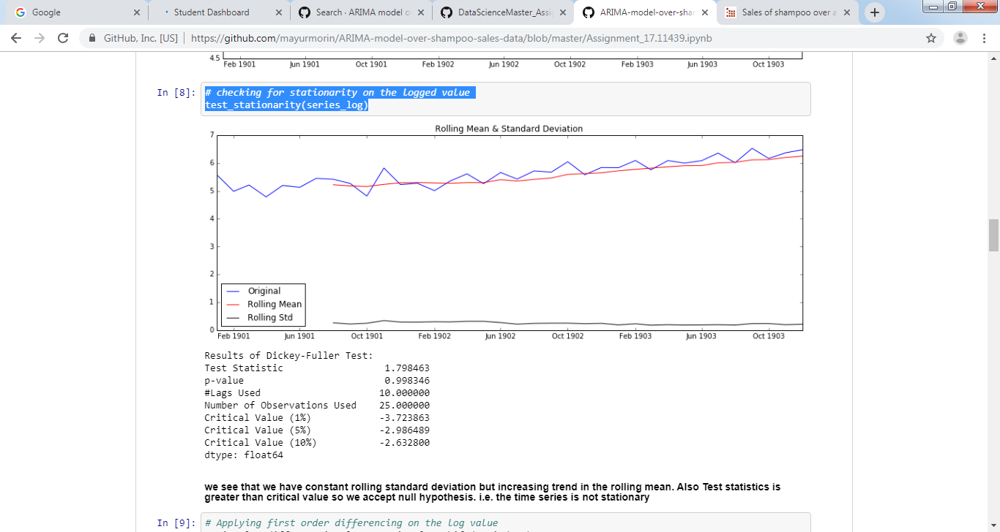 Google
Student Dashboard
Search · ARIMA model o
DataScienceMaster_Assig
ARIMA-model-over-sham
Sales of shampoo over a
GitHub, Inc. [US] | https://github.com/mayurmorin/ARIMA-model-over-shampoo-sales-data/blob/master/Assignment_17.11439.ipynb
4.5
Feb 1901 Jun 1901 Oct 1901 Feb 1902 Jun 1902 Oct 1902 Feb 1903 Jun 1903 Oct 1903
In [8]: # checking for stationarity on the logged value
test_stationarity(series_log)
Rolling Mean & Standard Deviation
7
6
5
4
3
2
1
0
Original
Rolling Mean
Rolling Std
Feb 1901 Jun 1901 Oct 1901 Feb 1902 Jun 1902 Oct 1902 Feb 1903 Jun 1903 Oct 1903
Results of Dickey-Fuller Test:
Test Statistic 1.798463
p-value 0.998346
#Lags Used 10.000000
Number of Observations Used 25.000000
Critical Value (1%) -3.723863
Critical Value (5%) -2.986489
Critical Value (10%) -2.632800
dtype: float64
we see that we have constant rolling standard deviation but increasing trend in the rolling mean. Also Test statistics is
greater than critical value so we accept null hypothesis. i.e. the time series is not stationary
In [9]: # Applying first order differencing on the log value